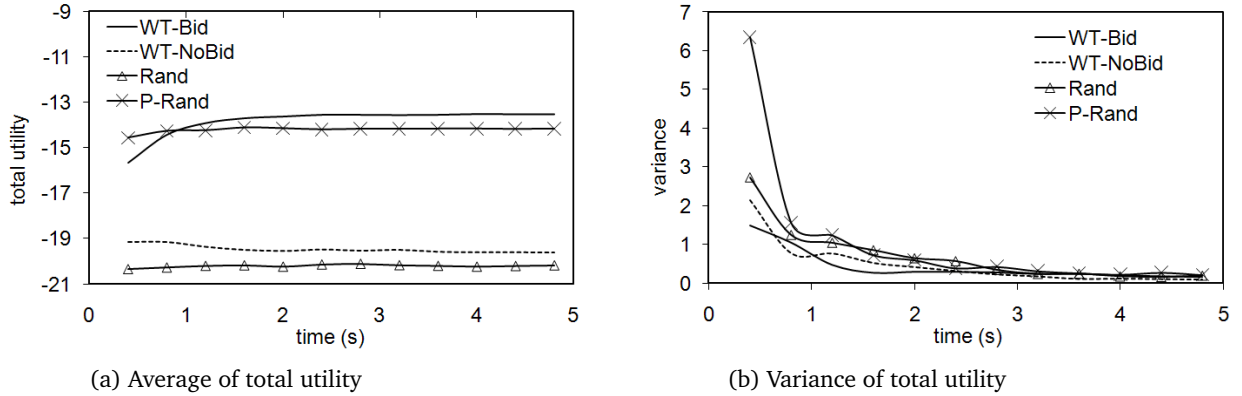 -9
-11
-13
-15
-17
-19
-21
total utility
WT-Bid
WT-NoBid
Rand
P-Rand
0
1
2
3
4
5
time (s)
(a) Average of total utility
7
6
5
4
3
2
1
0
variance
WT-Bid
WT-NoBid
Rand
P-Rand
0
1
2
3
4
5
time (s)
(b) Variance of total utility